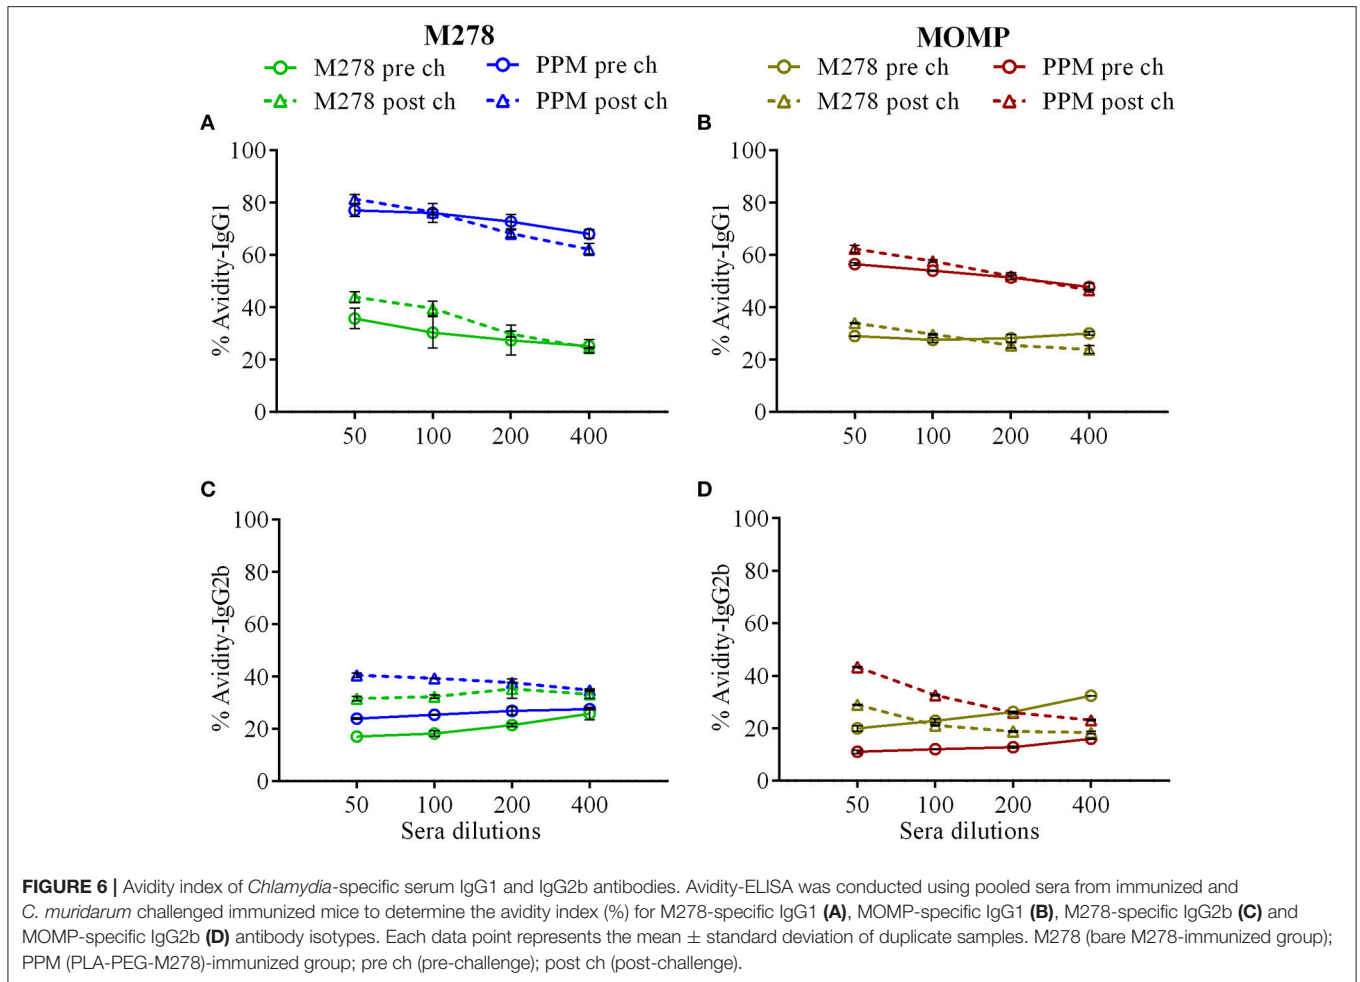 M278
MOMP
M278 pre ch
PPM pre ch
M278 post ch
PPM post ch
M278 pre ch
PPM pre ch
M278 post ch
PPM post ch
A
100
80
60
40
20
0
% Avidity-IgG1
50 100 200 400
B
100
80
60
40
20
0
% Avidity-IgG1
50 100 200 400
C
100
80
60
40
20
0
% Avidity-IgG2b
50 100 200 400
Sera dilutions
D
100
80
60
40
20
0
% Avidity-IgG2b
50 100 200 400
Sera dilutions
FIGURE 6 | Avidity index of Chlamydia-specific serum IgG1 and IgG2b antibodies. Avidity-ELISA was conducted using pooled sera from immunized and
C. muridarum challenged immunized mice to determine the avidity index (%) for M278-specific IgG1 (A), MOMP-specific IgG1 (B), M278-specific IgG2b (C) and
MOMP-specific IgG2b (D) antibody isotypes. Each data point represents the mean ± standard deviation of duplicate samples. M278 (bare M278-immunized group);
PPM (PLA-PEG-M278)-immunized group; pre ch (pre-challenge); post ch (post-challenge).